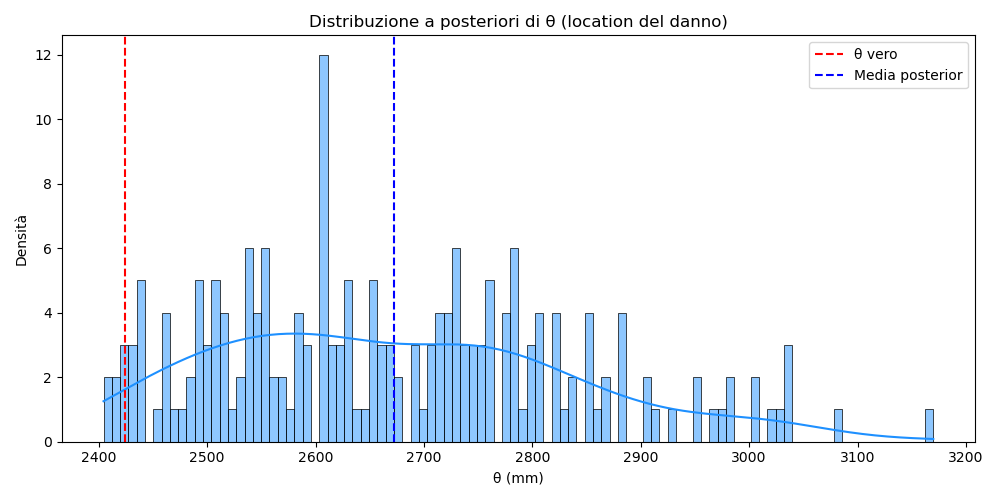 Distribuzione a posteriori di θ (location del danno)
θ vero
Media posterior
Densità
12
10
8
6
4
2
0
2400 2500 2600 2700 2800 2900 3000 3100 3200
θ (mm)